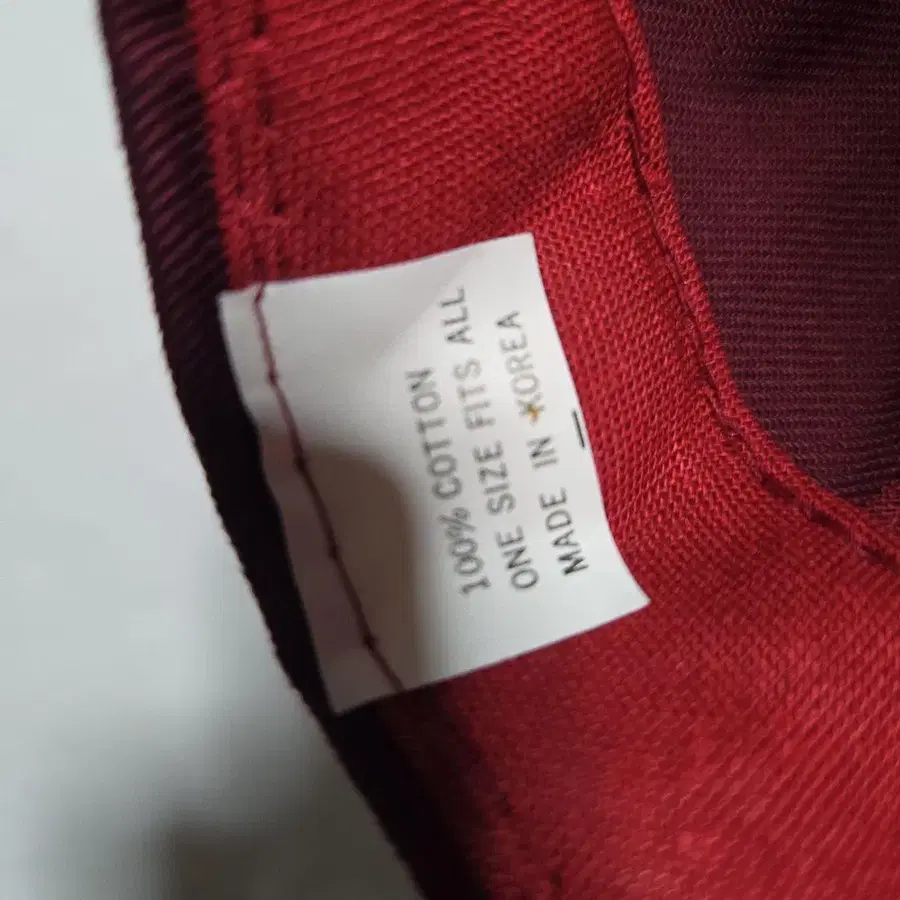 100% COTTON
ONE SIZE FITS ALL
MADE IN KOREA